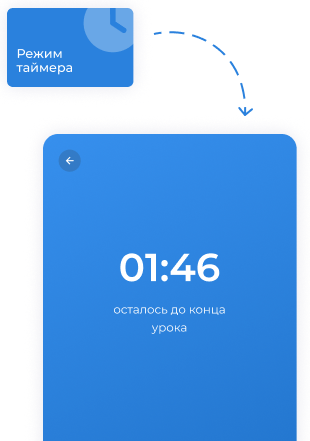 Режим
таймера
01:46
осталось до конца
урока